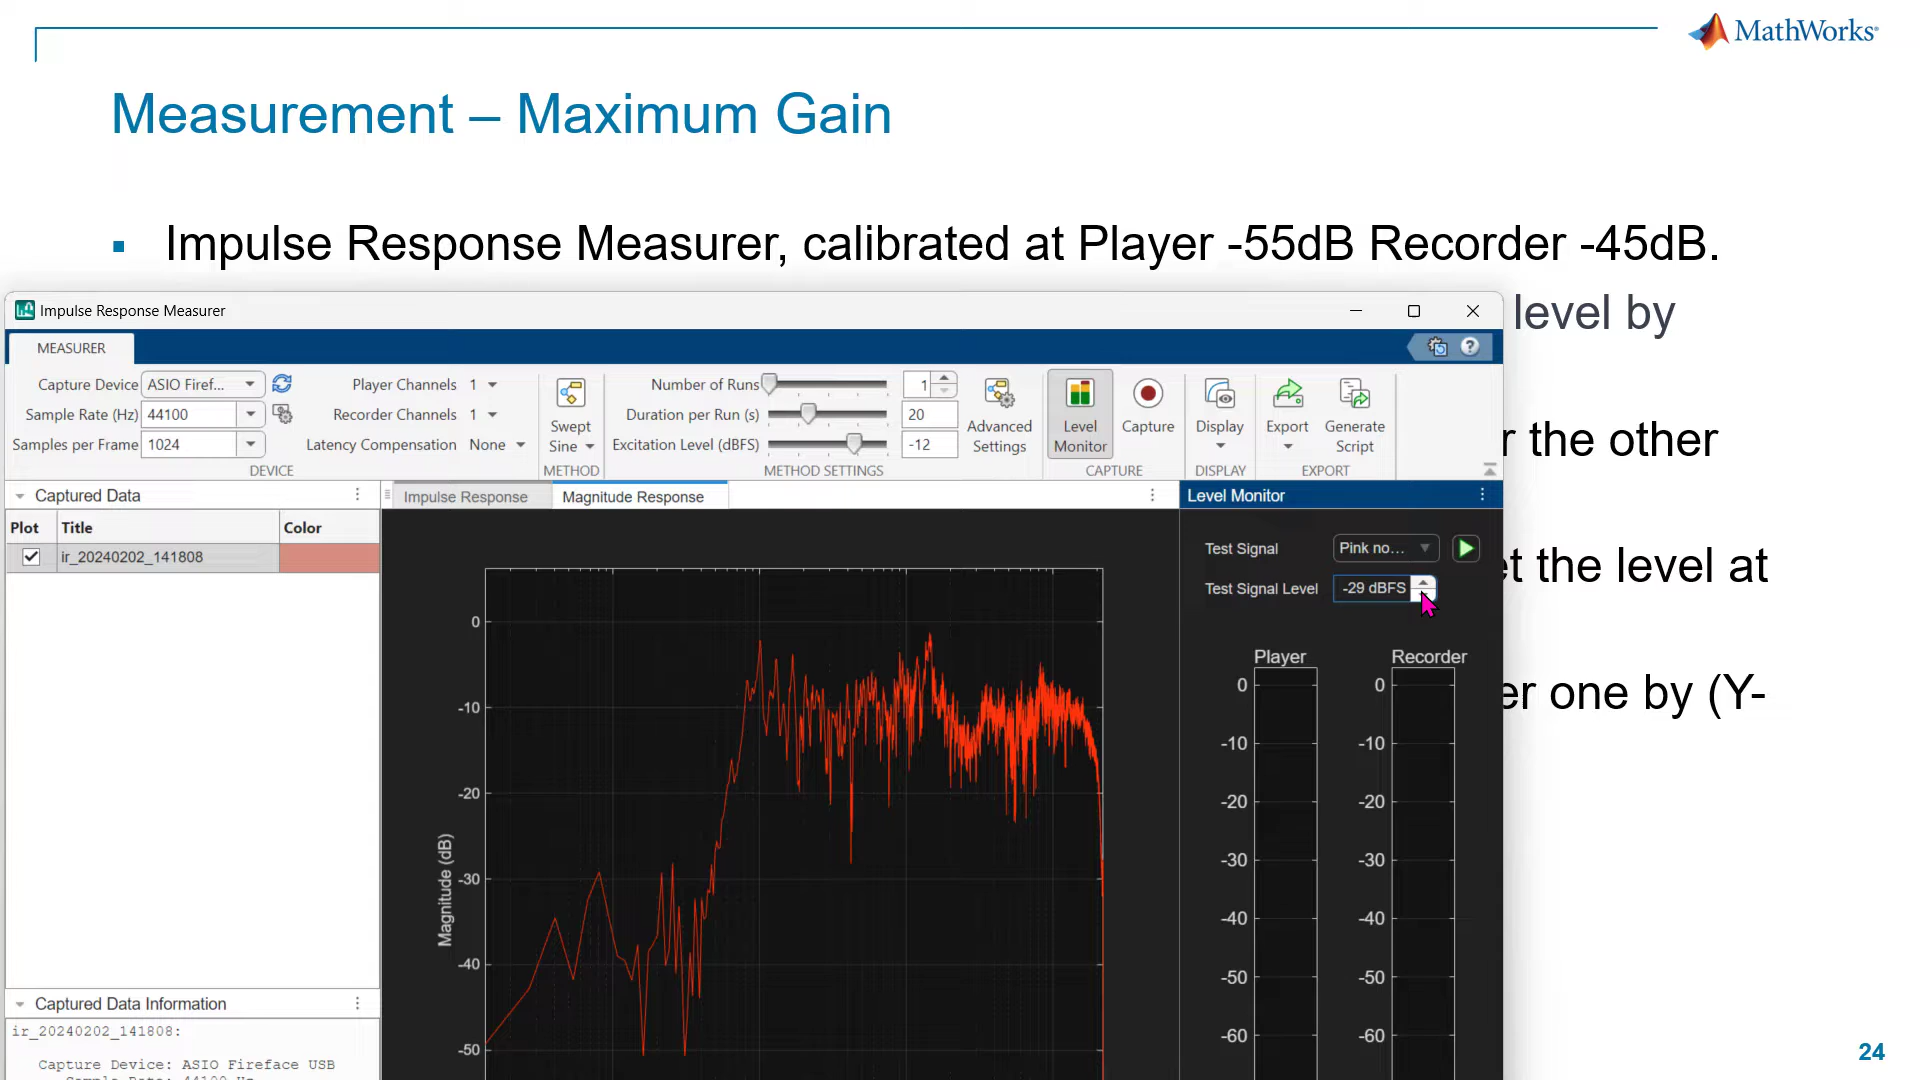 MathWorks®
Measurement – Maximum Gain
Impulse Response Measurer, calibrated at Player -55dB Recorder -45dB.
level by
r the other
et the level at
er one by (Y-
Impulse Response Measurer
MEASURER
Capture Device ASIO Firef...
Sample Rate (Hz) 44100
Samples per Frame 1024
Player Channels 1
Recorder Channels 1
Latency Compensation None
DEVICE
Swept
Sine
METHOD
Number of Runs 1
Duration per Run (s) 20
Excitation Level (dBFS) -12
Advanced
Settings
METHOD SETTINGS
Level
Monitor
Capture
CAPTURE
Display
DISPLAY
Export
Generate
Script
EXPORT
Captured Data
Plot Title Color
ir_20240202_141808
Captured Data Information
ir_20240202_141808:
Capture Device: ASIO Fireface USB
Sample Rate: 44100 Hz
Impulse Response
Magnitude Response
Magnitude (dB)
0
-10
-20
-30
-40
-50
Level Monitor
Test Signal Pink no...
Test Signal Level -29 dBFS
Player
0
-10
-20
-30
-40
-50
-60
Recorder
0
-10
-20
-30
-40
-50
-60
24